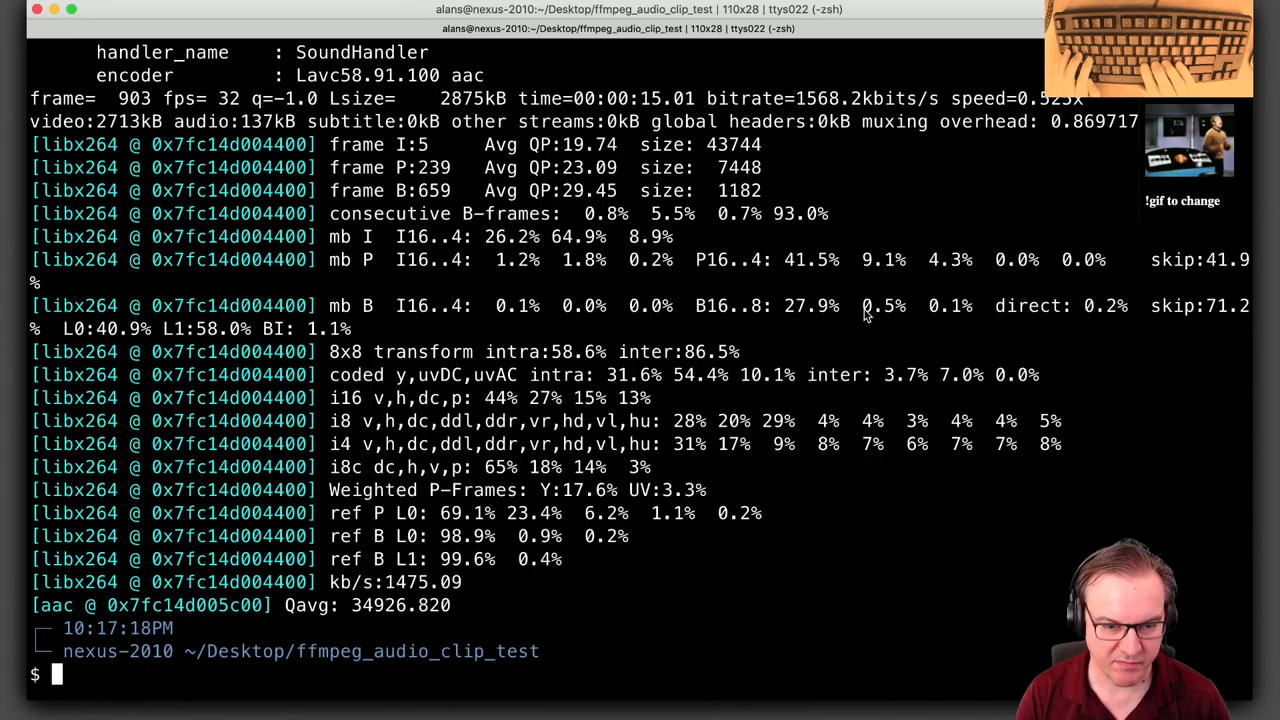 alans@nexus-2010:~/Desktop/ffmpeg_audio_clip_test | 110x28 | ttys022 (-zsh)
alans@nexus-2010:~/Desktop/ffmpeg_audio_clip_test | 110x28 | ttys022 (-zsh)
handler_name : SoundHandler
encoder : Lavc58.91.100 aac
frame= 903 fps= 32 q=-1.0 Lsize= 2875kB time=00:00:15.01 bitrate=1568.2kbits/s speed=0.525x
video:2713kB audio:137kB subtitle:0kB other streams:0kB global headers:0kB muxing overhead: 0.869717
[libx264 @ 0x7fc14d004400] frame I:5 Avg QP:19.74 size: 43744
[libx264 @ 0x7fc14d004400] frame P:239 Avg QP:23.09 size: 7448
[libx264 @ 0x7fc14d004400] frame B:659 Avg QP:29.45 size: 1182
!gif to change
[libx264 @ 0x7fc14d004400] consecutive B-frames: 0.8% 5.5% 0.7% 93.0%
[libx264 @ 0x7fc14d004400] mb I I16..4: 26.2% 64.9% 8.9%
[libx264 @ 0x7fc14d004400] mb P I16..4: 1.2% 1.8% 0.2% P16..4: 41.5% 9.1% 4.3% 0.0% 0.0% skip:41.9
%
[libx264 @ 0x7fc14d004400] mb B I16..4: 0.1% 0.0% 0.0% B16..8: 27.9% 0.5% 0.1% direct: 0.2% skip:71.2
% L0:40.9% L1:58.0% BI: 1.1%
[libx264 @ 0x7fc14d004400] 8x8 transform intra:58.6% inter:86.5%
[libx264 @ 0x7fc14d004400] coded y,uvDC,uvAC intra: 31.6% 54.4% 10.1% inter: 3.7% 7.0% 0.0%
[libx264 @ 0x7fc14d004400] i16 v,h,dc,p: 44% 27% 15% 13%
[libx264 @ 0x7fc14d004400] i8 v,h,dc,ddl,ddr,vr,hd,vl,hu: 28% 20% 29% 4% 4% 3% 4% 4% 5%
[libx264 @ 0x7fc14d004400] i4 v,h,dc,ddl,ddr,vr,hd,vl,hu: 31% 17% 9% 8% 7% 6% 7% 7% 8%
[libx264 @ 0x7fc14d004400] i8c dc,h,v,p: 65% 18% 14% 3%
[libx264 @ 0x7fc14d004400] Weighted P-Frames: Y:17.6% UV:3.3%
[libx264 @ 0x7fc14d004400] ref P L0: 69.1% 23.4% 6.2% 1.1% 0.2%
[libx264 @ 0x7fc14d004400] ref B L0: 98.9% 0.9% 0.2%
[libx264 @ 0x7fc14d004400] ref B L1: 99.6% 0.4%
[libx264 @ 0x7fc14d004400] kb/s:1475.09
[aac @ 0x7fc14d005c00] Qavg: 34926.820
10:17:18PM
nexus-2010 ~/Desktop/ffmpeg_audio_clip_test
$